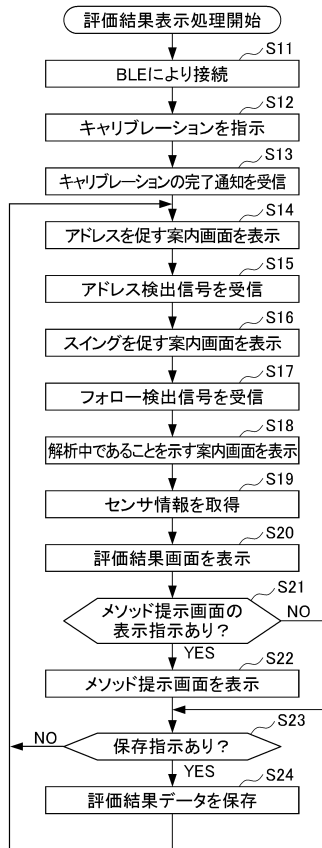 評価結果表示処理開始
S11
BLEにより接続
S12
キャリブレーションを指示
S13
キャリブレーションの完了通知を受信
S14
アドレスを促す案内画面を表示
S15
アドレス検出信号を受信
S16
スイングを促す案内画面を表示
S17
フォロー検出信号を受信
S18
解析中であることを示す案内画面を表示
S19
センサ情報を取得
S20
評価結果画面を表示
S21
メソッド提示画面の
表示指示あり?
NO
YES
S22
メソッド提示画面を表示
S23
NO
保存指示あり?
YES
S24
評価結果データを保存